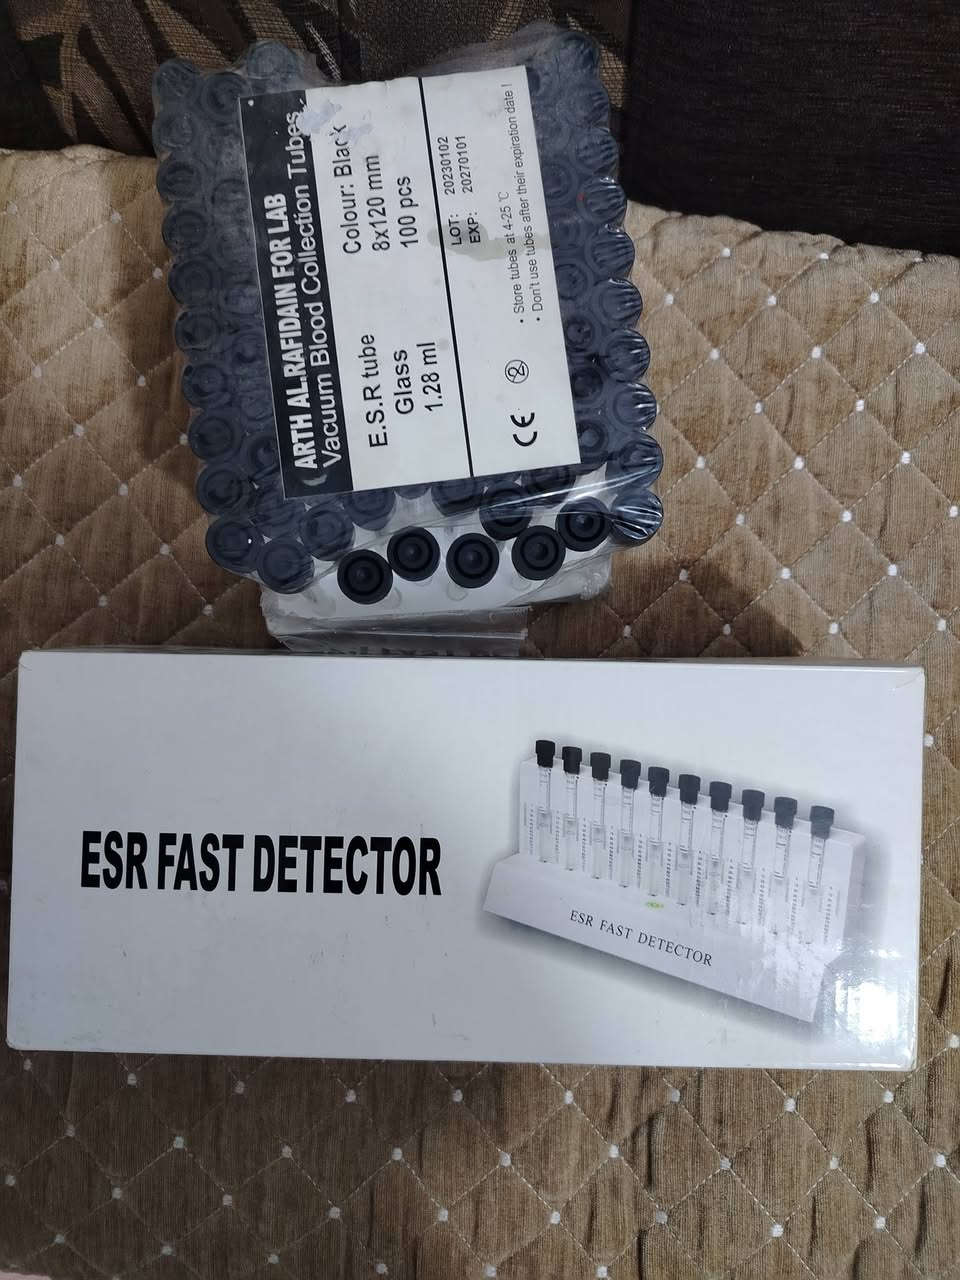 ARTH AL.RAFIDAIN FOR LAB
Vacuum Blood Collection Tubes
E.S.R tube
Colour: Black
Glass
8x120 mm
1.28 ml
100 pcs
LOT: 20230102
EXP: 20270101
CE
• Store tubes at 4-25 ℃
• Don't use tubes after their expiration date !
ESR FAST DETECTOR
ESR FAST DETECTOR